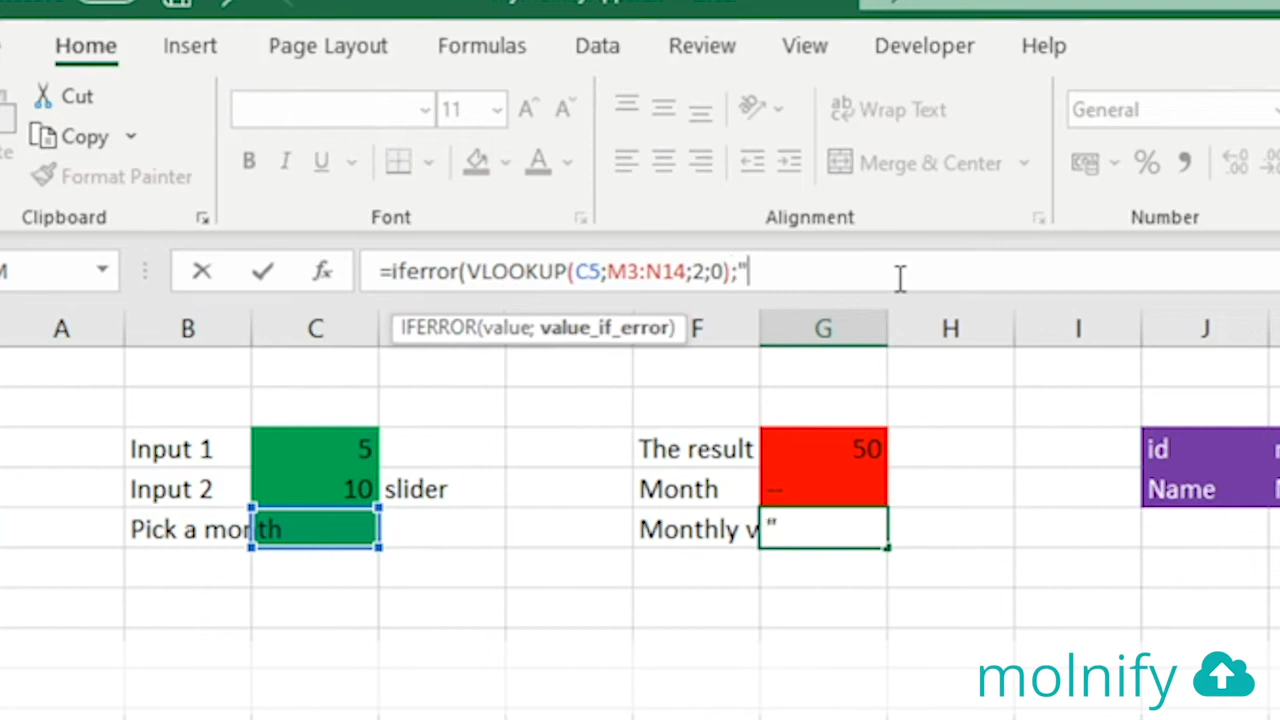 Home Insert Page Layout Formulas Data Review View Developer Help
Cut
Copy
Format Painter
Clipboard
11
B I U
Font
Wrap Text
Merge & Center
Alignment
General
%
Number
=iferror(VLOOKUP(C5;M3:N14;2;0);"
IFERROR(value; value_if_error)
A B C F G H I J
Input 1 5 The result 50 id
Input 2 10 slider Month -- Name
Pick a month Monthly v "
molnify